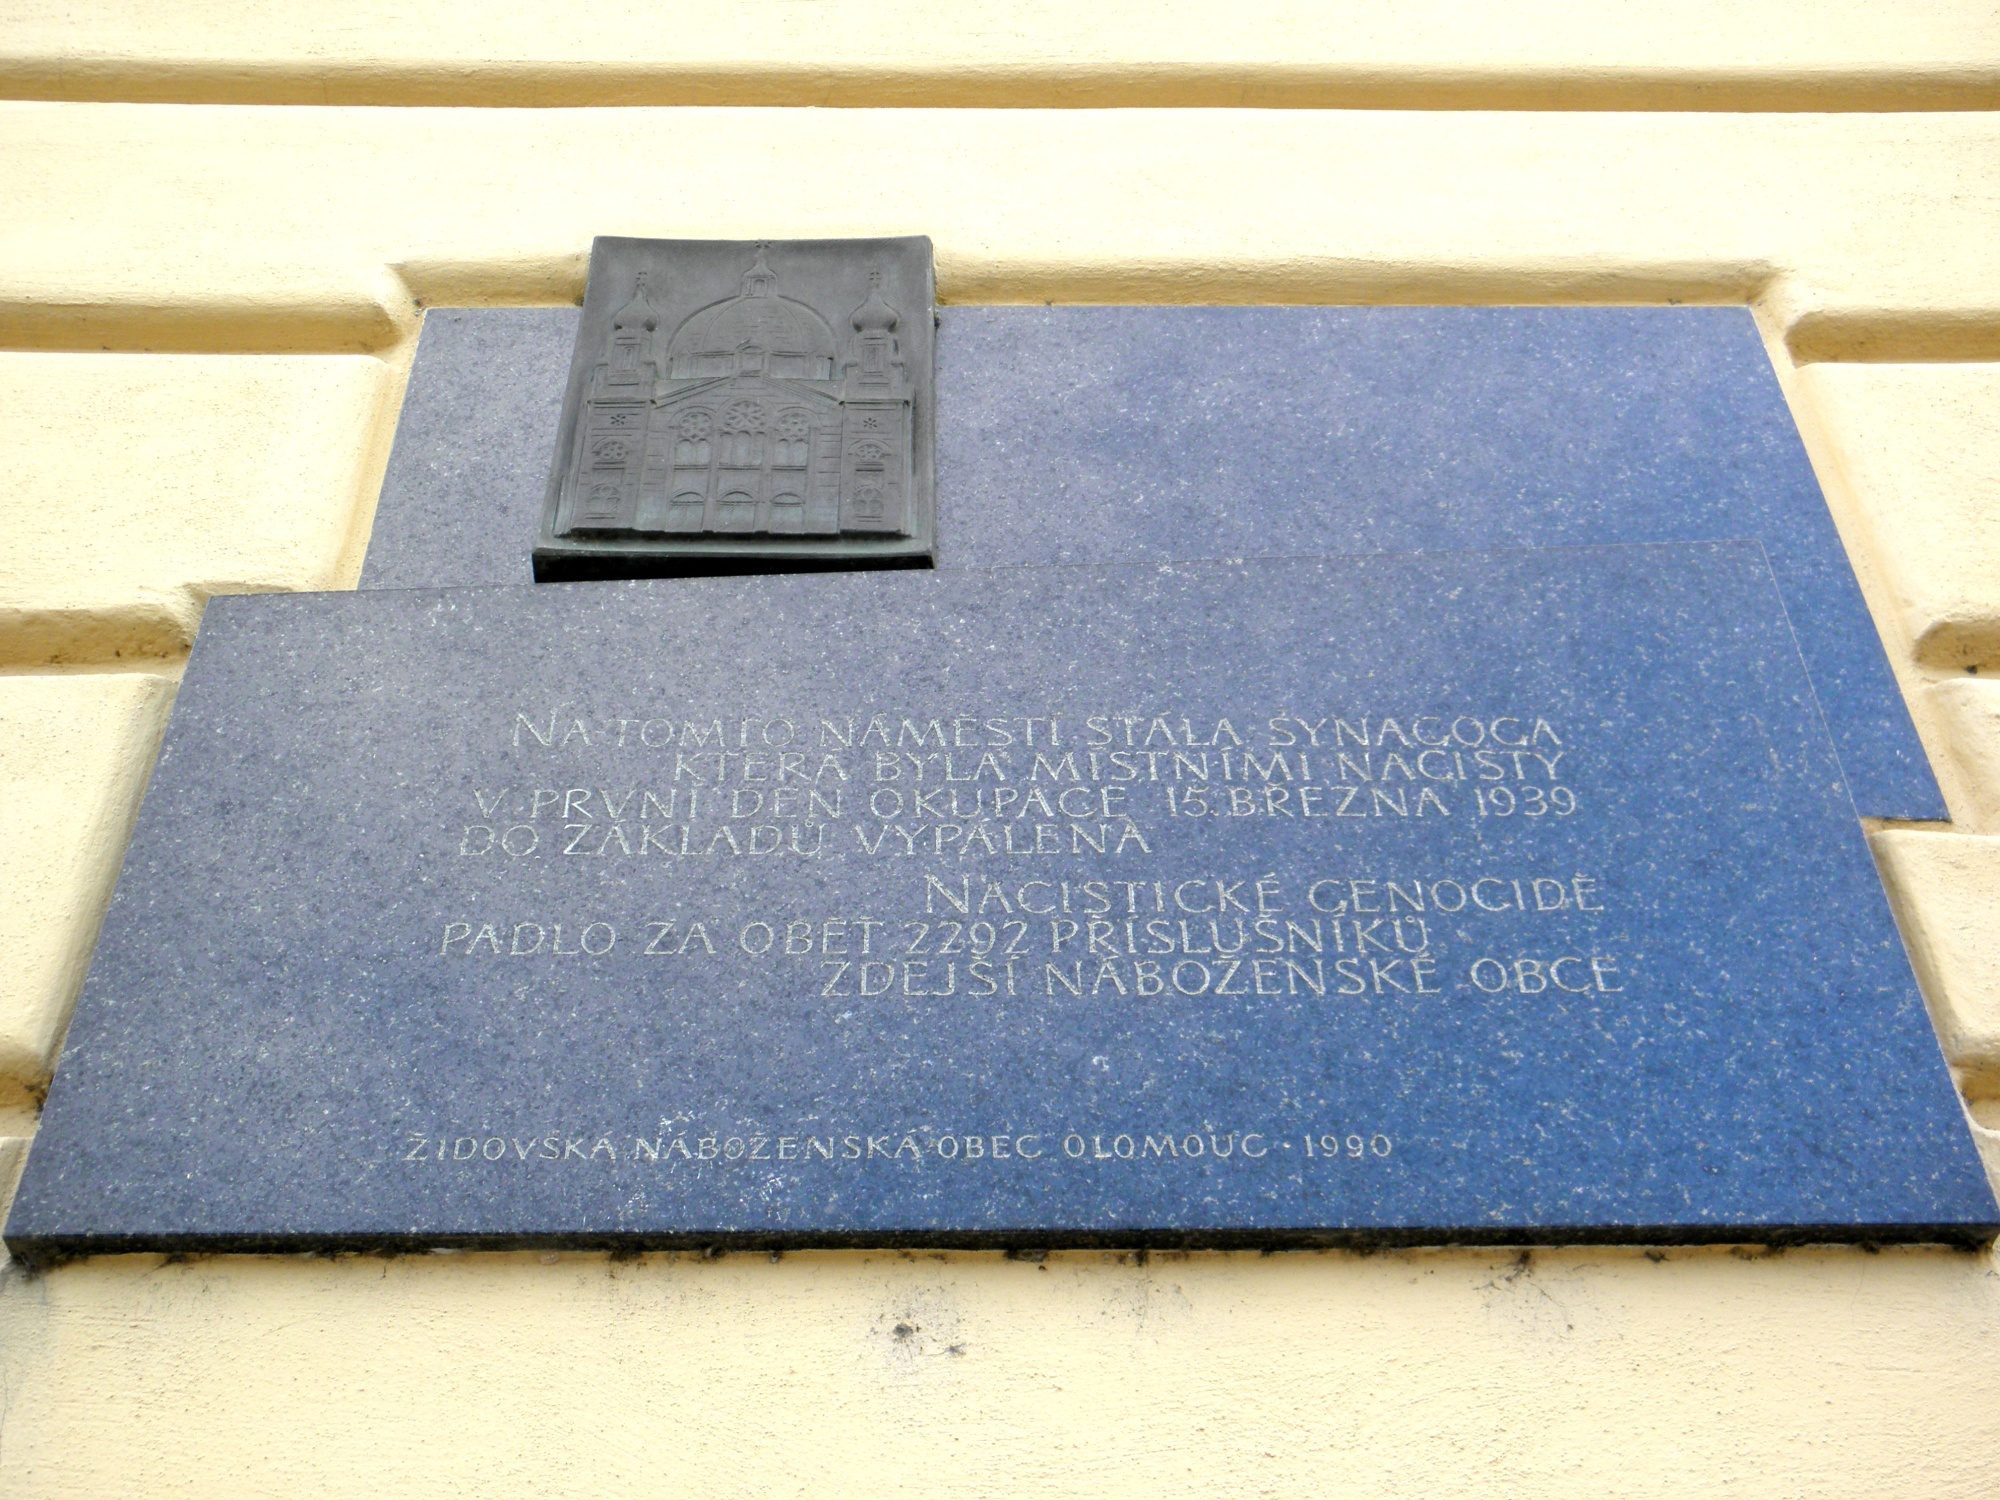 NA TOMTO NÁMĚSTÍ STÁLA SYNAGOGA
KTERÁ BYLA MÍSTNÍMI NACISTY
V PRVNÍ DEN OKUPACE 15. BŘEZNA 1939
DO ZÁKLADŮ VYPÁLENA
NACISTICKÉ GENOCIDĚ
PADLO ZA OBĚŤ 2292 PŘÍSLUŠNÍKŮ
ZDEJŠÍ NÁBOŽENSKÉ OBCE
ŽIDOVSKÁ NÁBOŽENSKÁ OBEC OLOMOUC · 1990